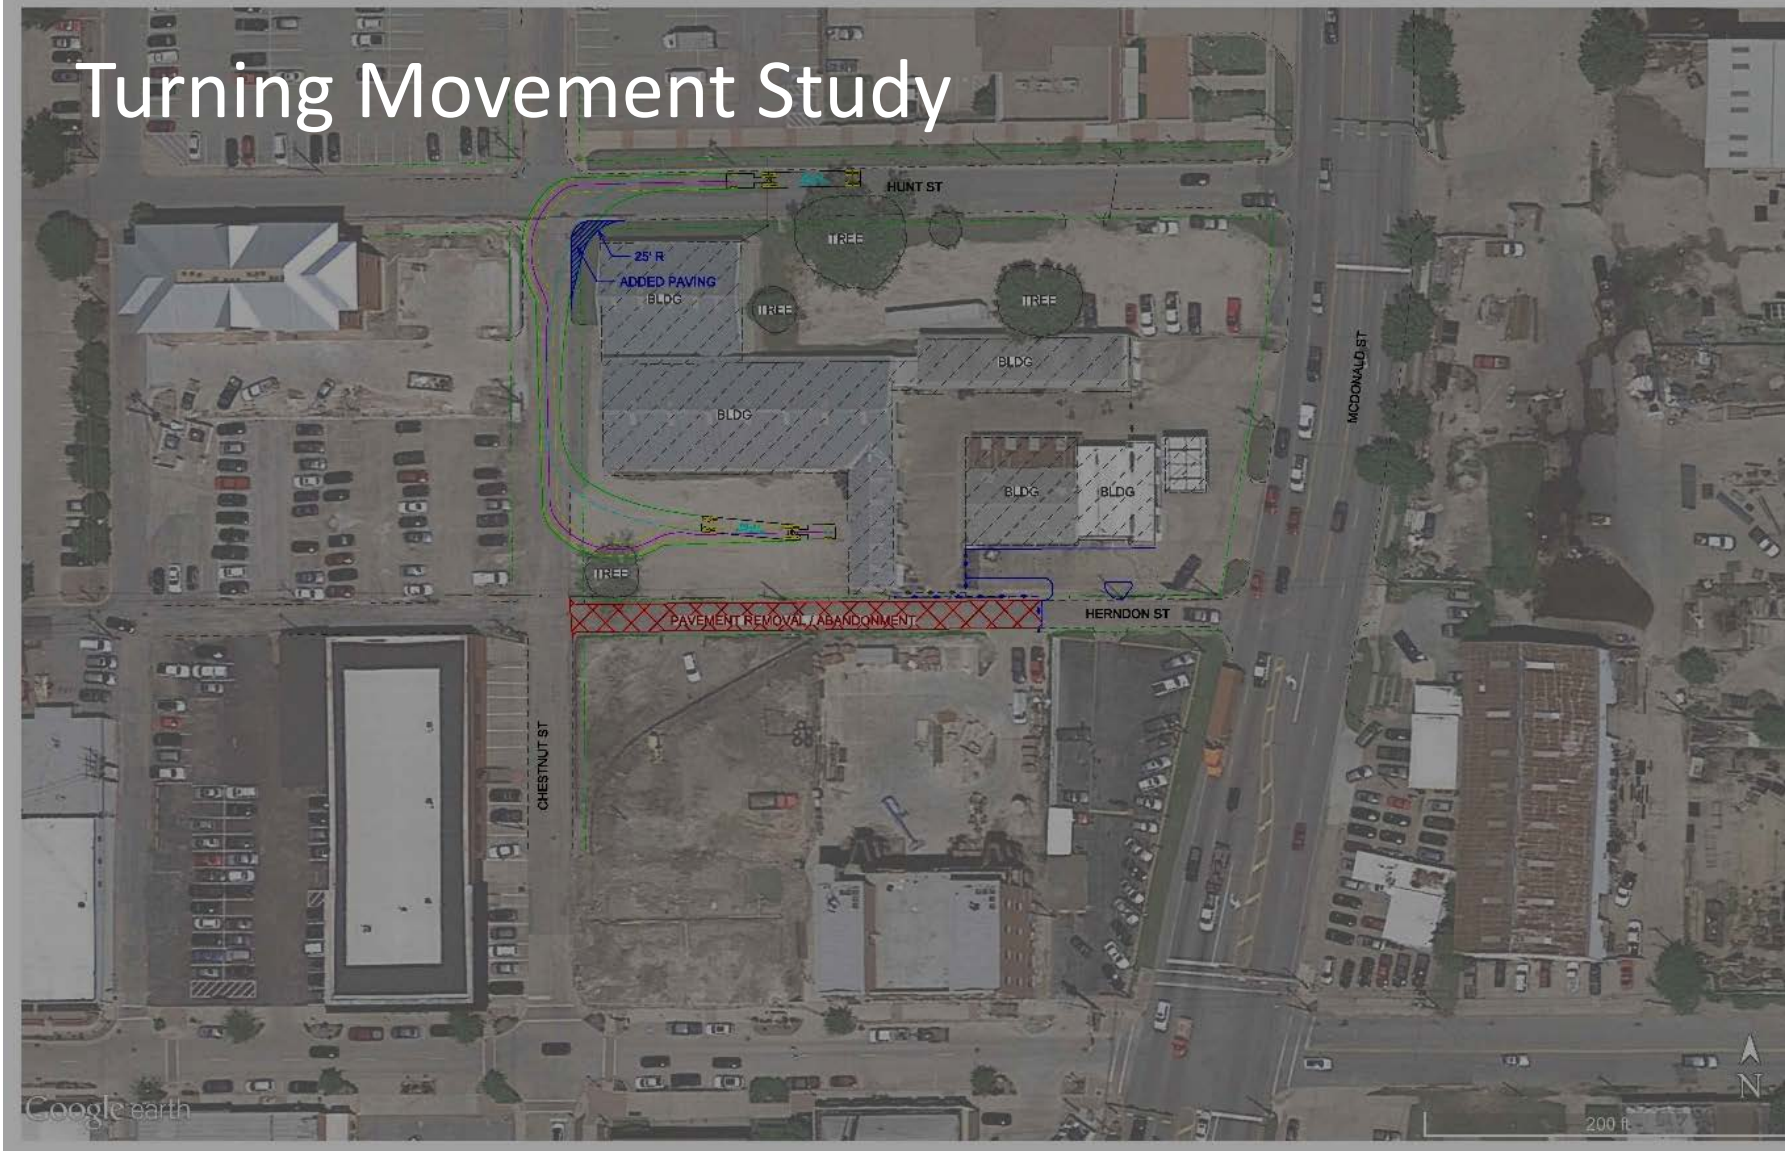 Turning Movement Study
HUNT ST
TREE
25' R
ADDED PAVING
BLDG
TREE
TREE
BLDG
MCDONALD ST
BLDG
BLDG
BLDG
TREE
PAVEMENT REMOVAL / ABANDONMENT
HERNDON ST
CHESTNUT ST
N
Google earth
200 ft